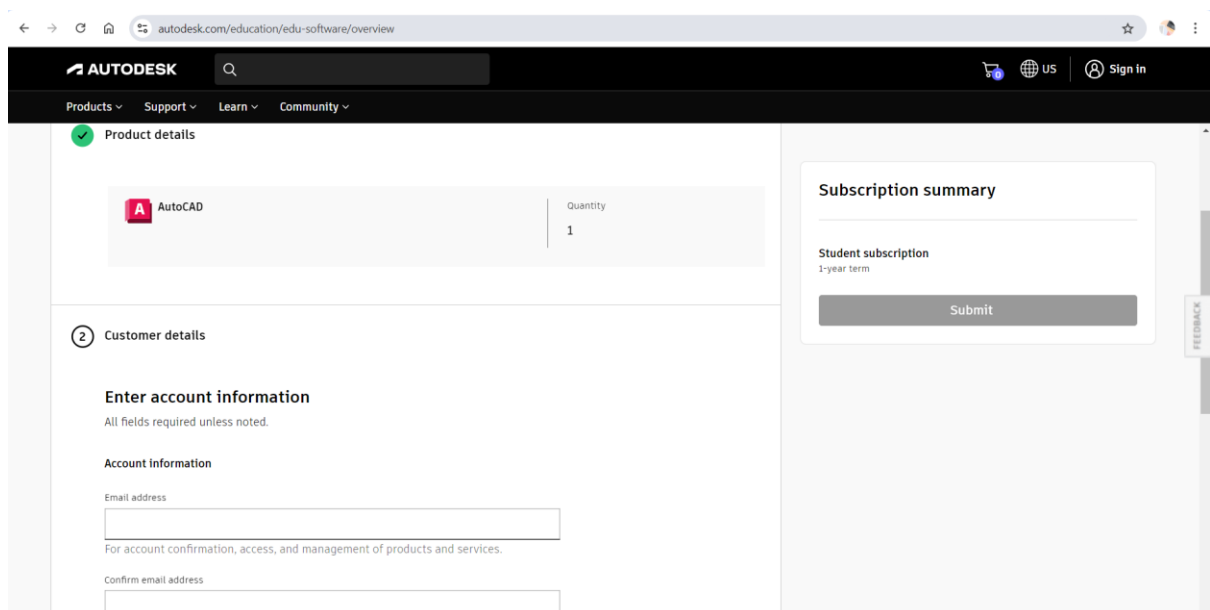 autodesk.com/education/edu-software/overview
AUTODESK
0
US
Sign in
Products
Support
Learn
Community
Product details
A
AutoCAD
Quantity
1
Subscription summary
Student subscription
1-year term
Submit
FEEDBACK
2
Customer details
Enter account information
All fields required unless noted.
Account information
Email address
For account confirmation, access, and management of products and services.
Confirm email address